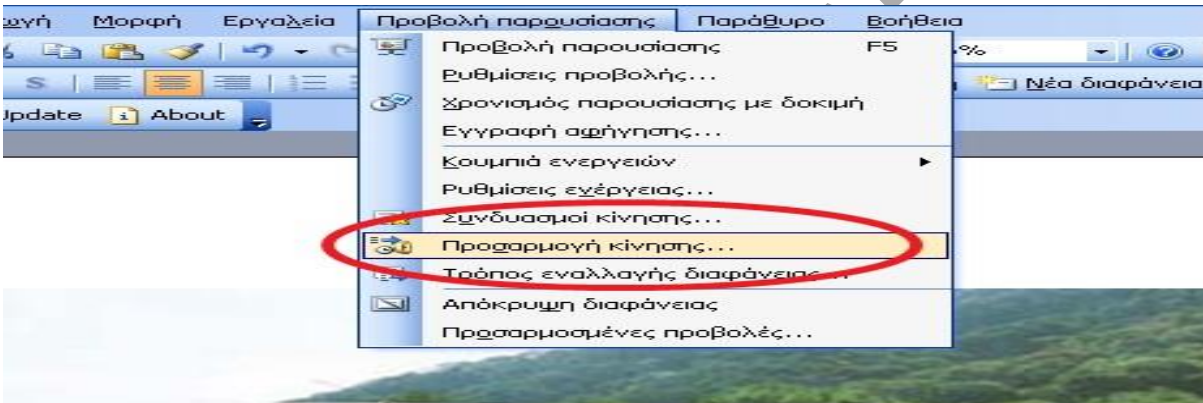 Μορφή Εργαλεία Προβολή παρουσίασης Παράθυρο Βοήθεια
Προβολή παρουσίασης F5
%
Ρυθμίσεις προβολής...
Νέα διαφάνεια
Χρονισμός παρουσίασης με δοκιμή
Update About
Εγγραφή αφήγησης...
Κουμπιά ενεργειών
Ρυθμίσεις ενέργειας...
Συνδυασμοί κίνησης...
Προσαρμογή κίνησης...
Τρόπος εναλλαγής διαφάνειας...
Απόκρυψη διαφάνειας
Προσαρμοσμένες προβολές...